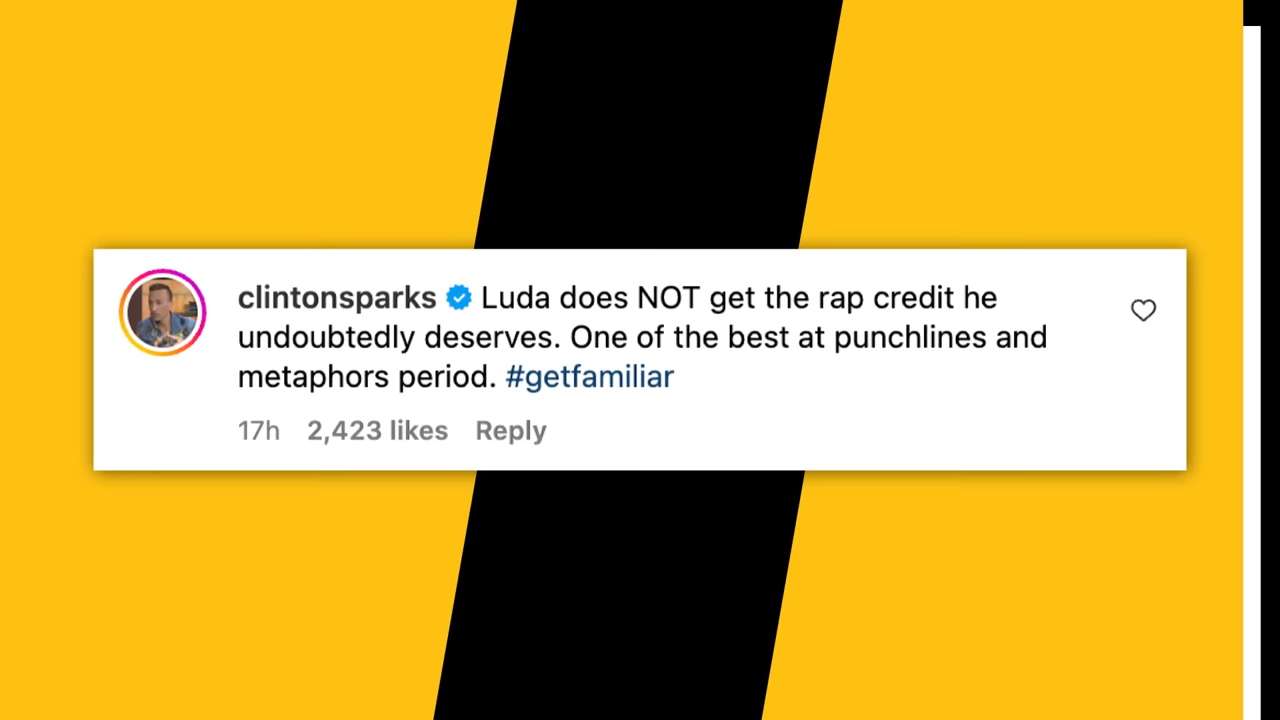 clintonsparks Luda does NOT get the rap credit he
undoubtedly deserves. One of the best at punchlines and
metaphors period. #getfamiliar
17h 2,423 likes Reply